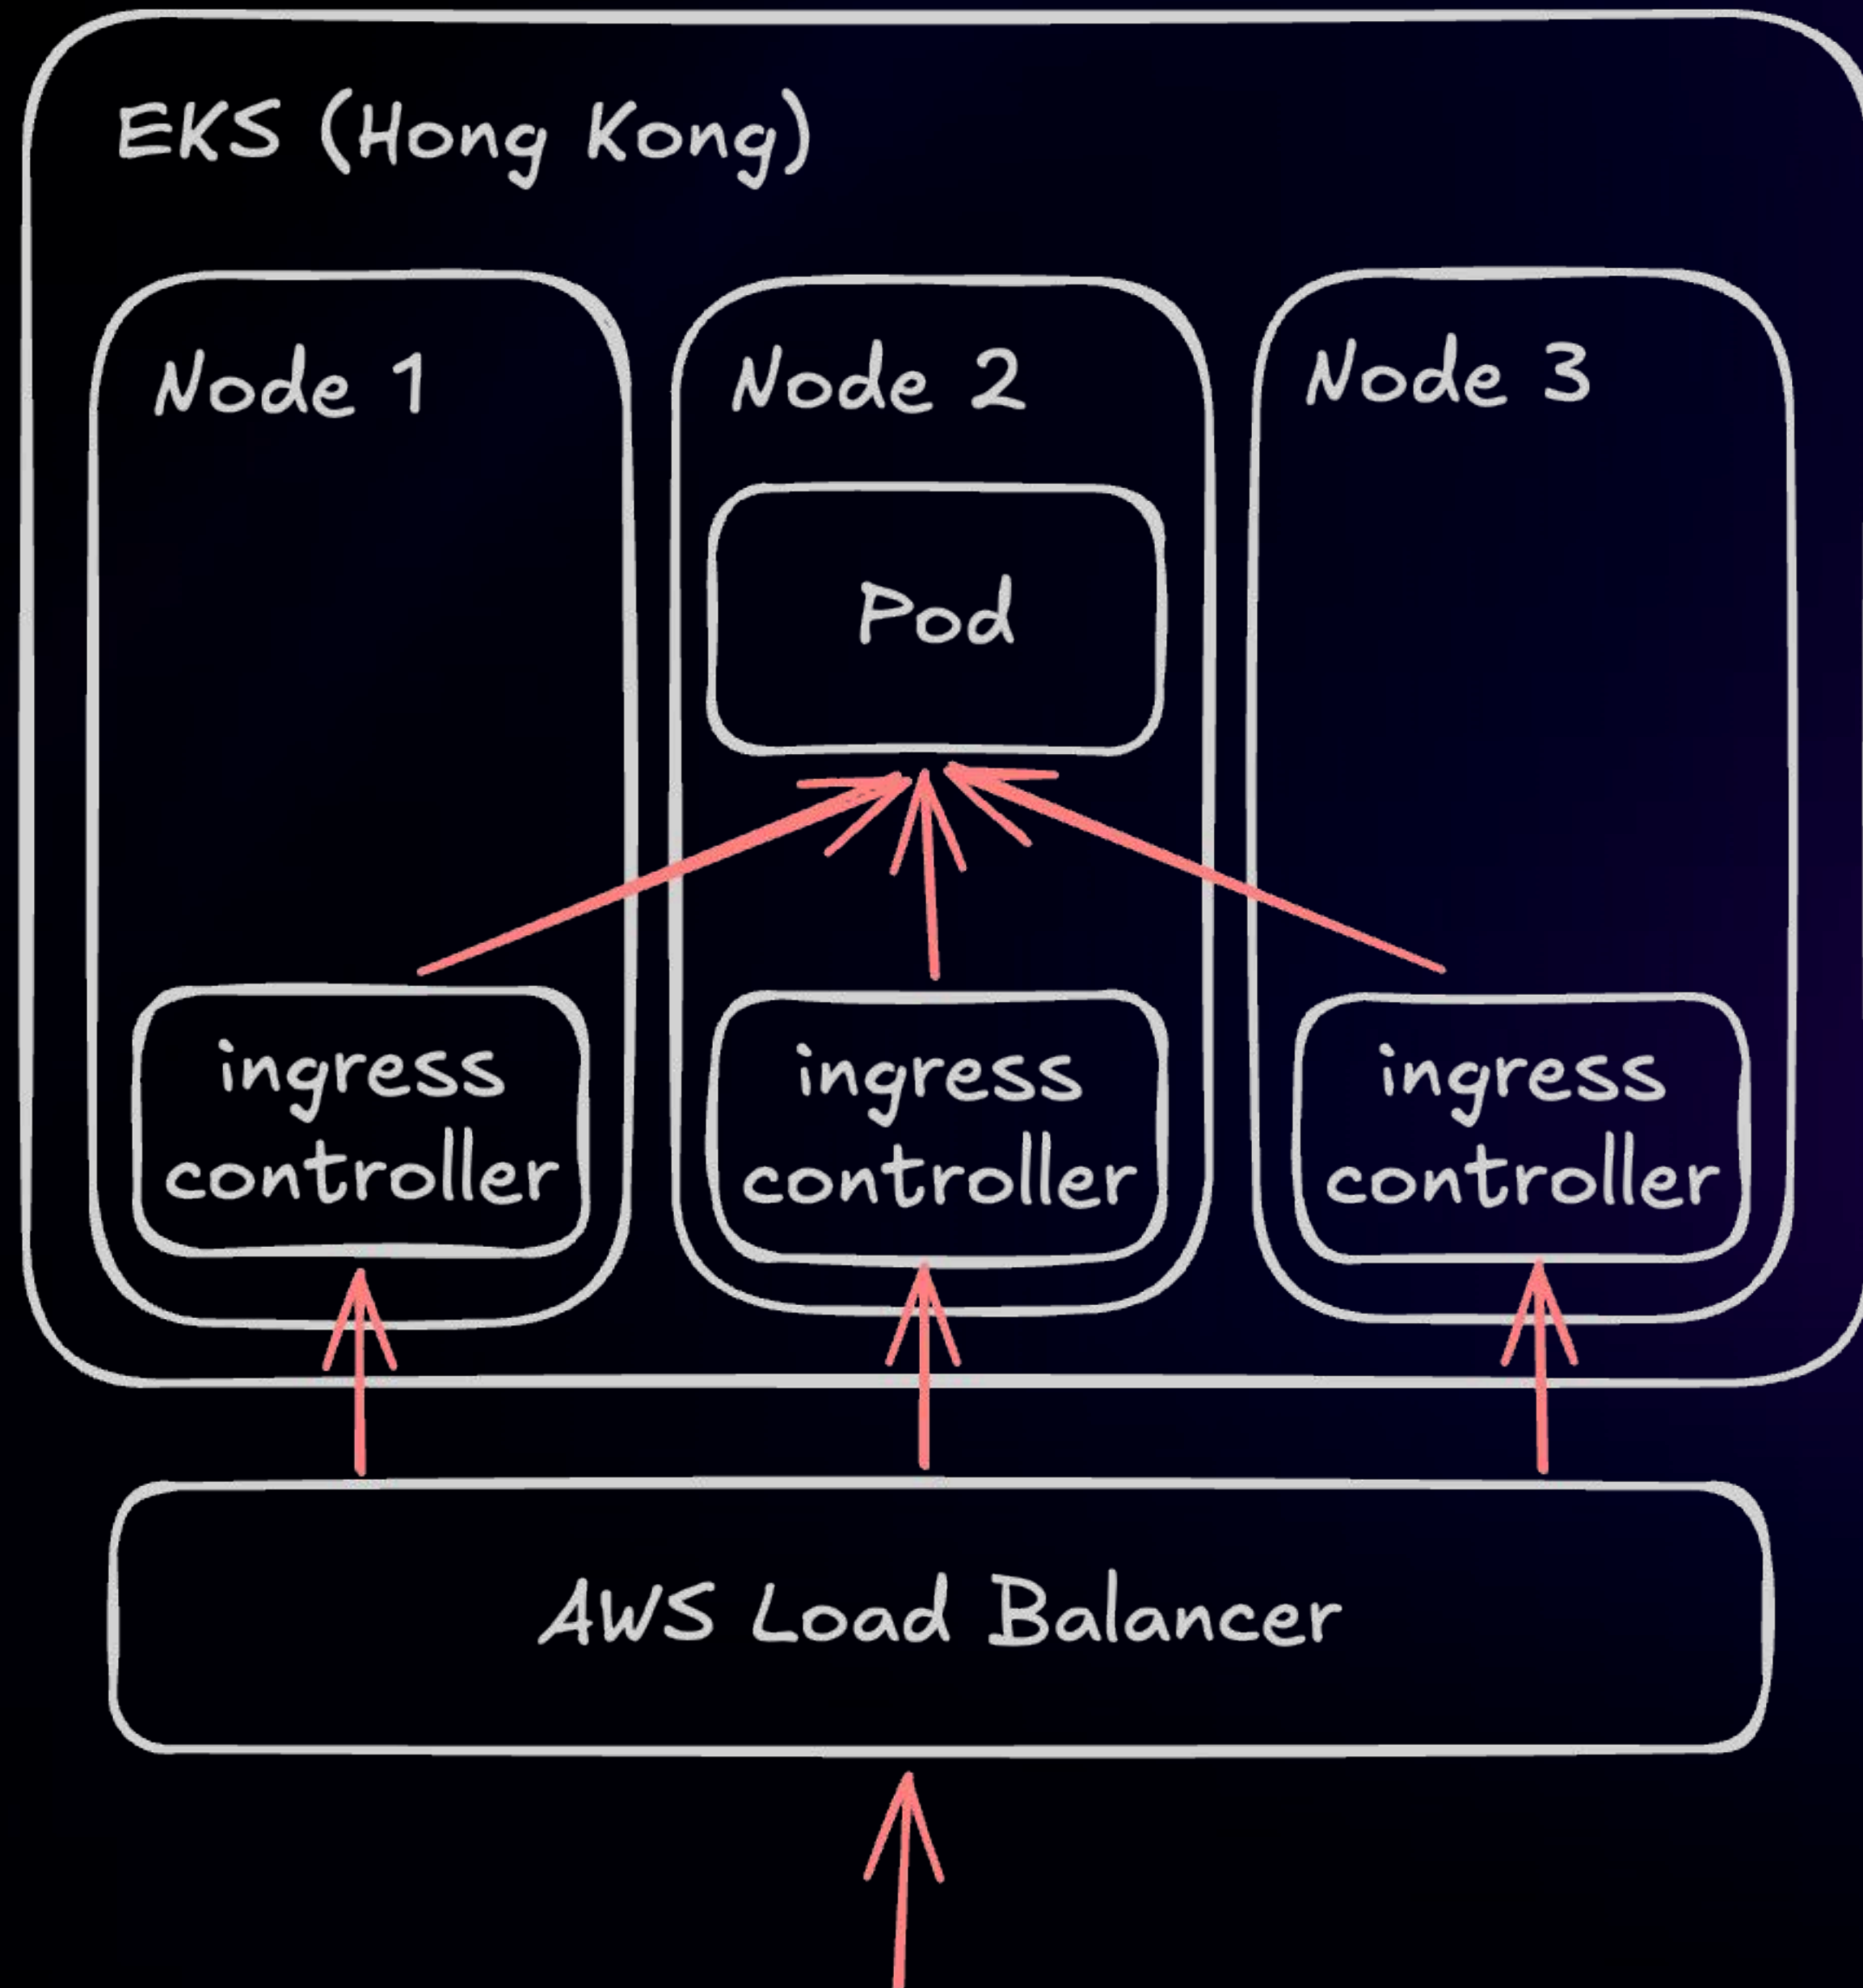 EKS (Hong Kong)
Node 1
Node 2
Node 3
Pod
ingress
controller
ingress
controller
ingress
controller
AWS Load Balancer